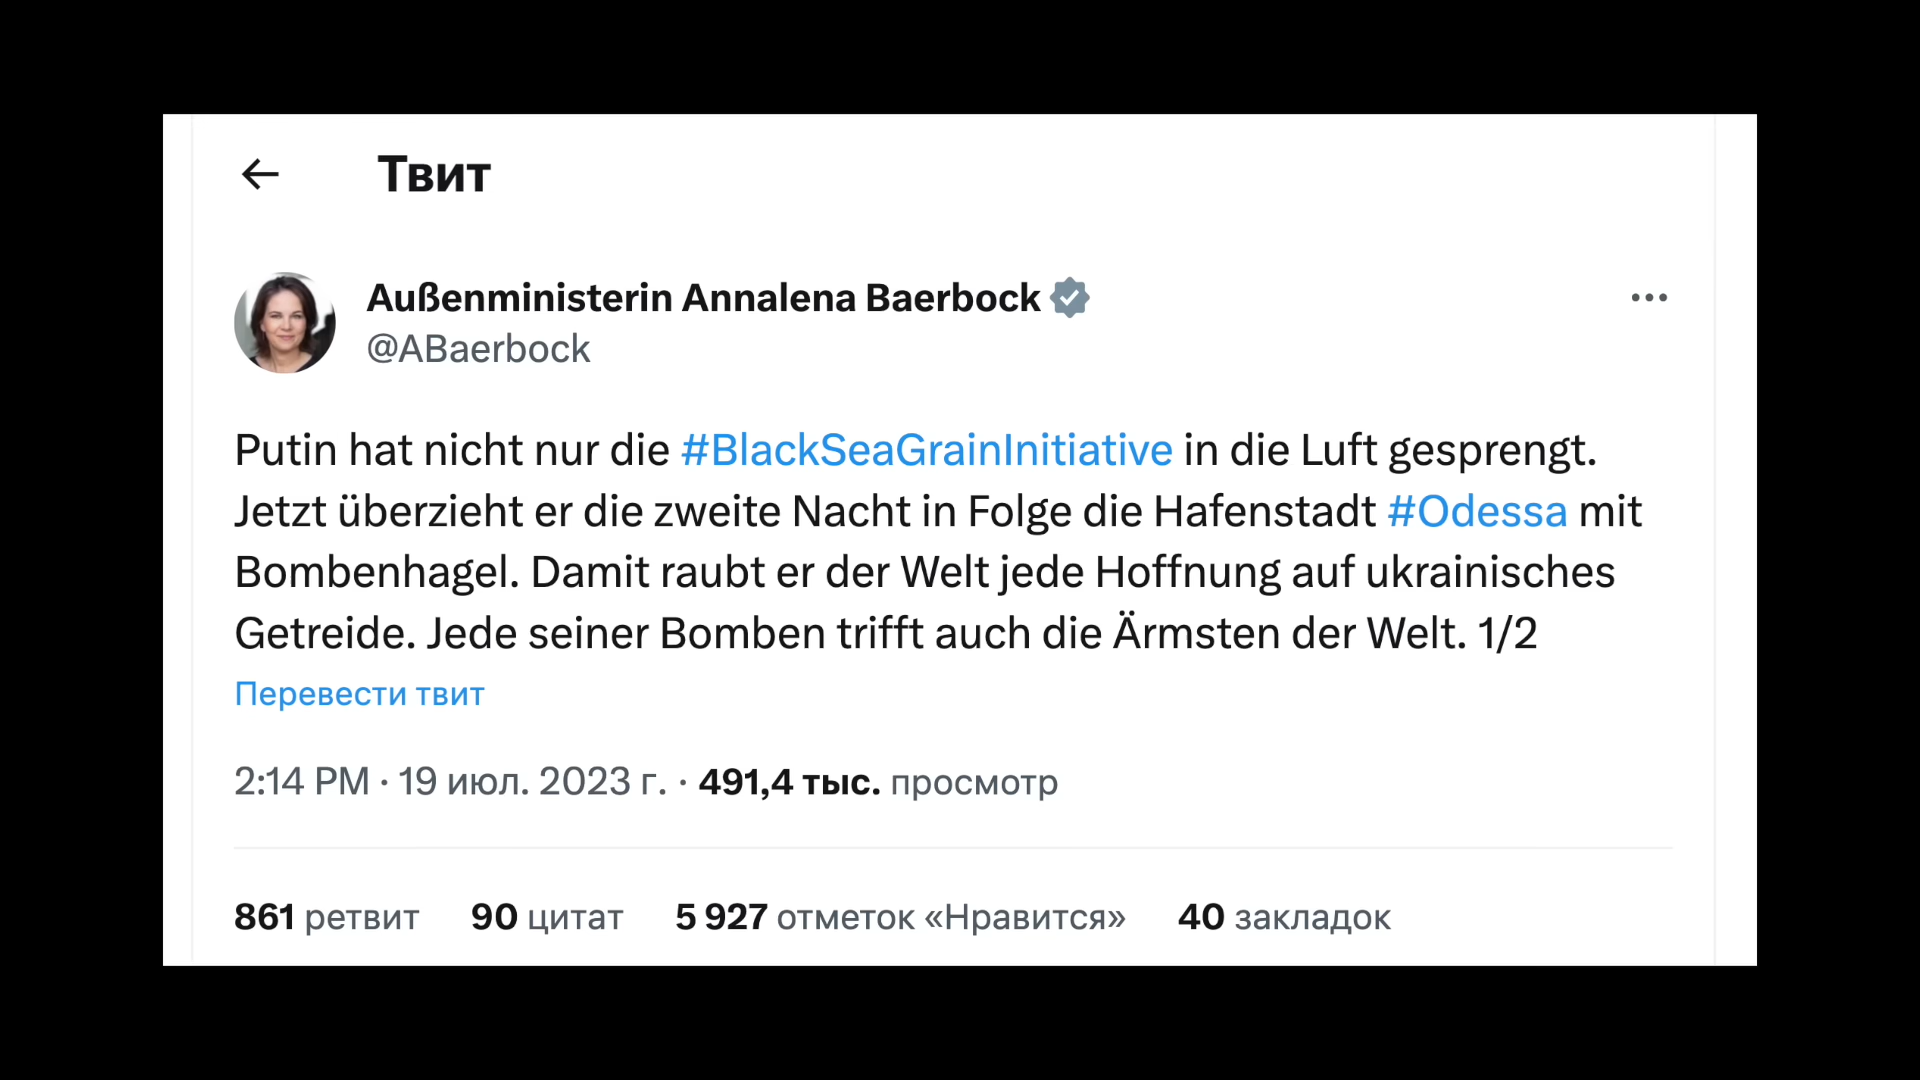 Твит
Außenministerin Annalena Baerbock
@ABaerbock
Putin hat nicht nur die #BlackSeaGrainInitiative in die Luft gesprengt.
Jetzt überzieht er die zweite Nacht in Folge die Hafenstadt #Odessa mit
Bombenhagel. Damit raubt er der Welt jede Hoffnung auf ukrainisches
Getreide. Jede seiner Bomben trifft auch die Ärmsten der Welt. 1/2
Перевести твит
2:14 PM · 19 июл. 2023 г. · 491,4 тыс. просмотр
861 ретвит 90 цитат 5 927 отметок «Нравится» 40 закладок